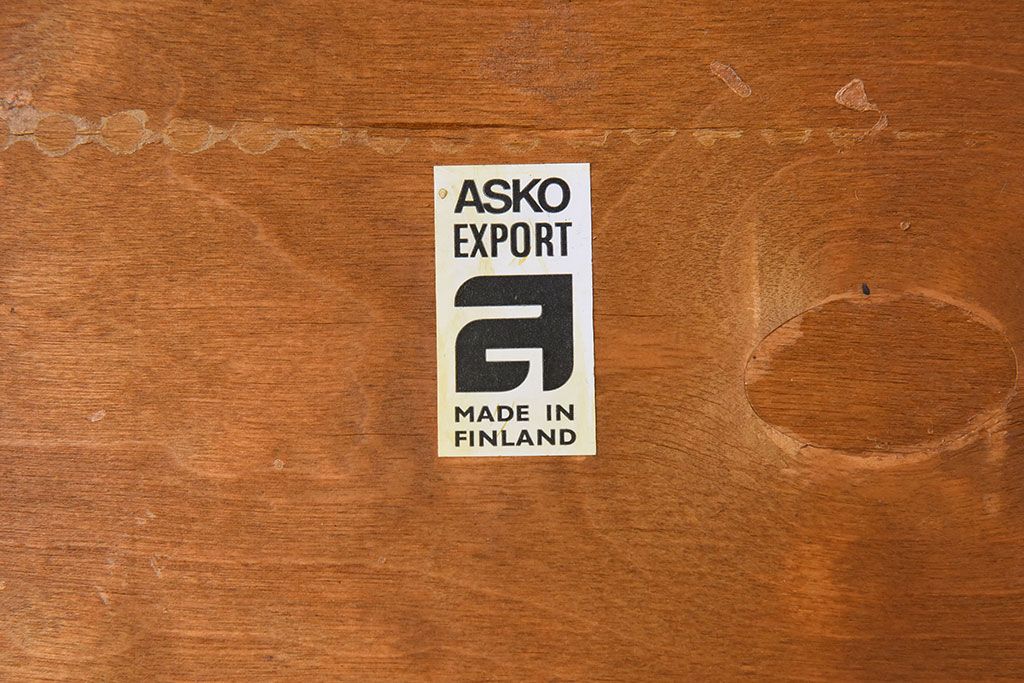 ASKO
EXPORT
a
MADE IN
FINLAND